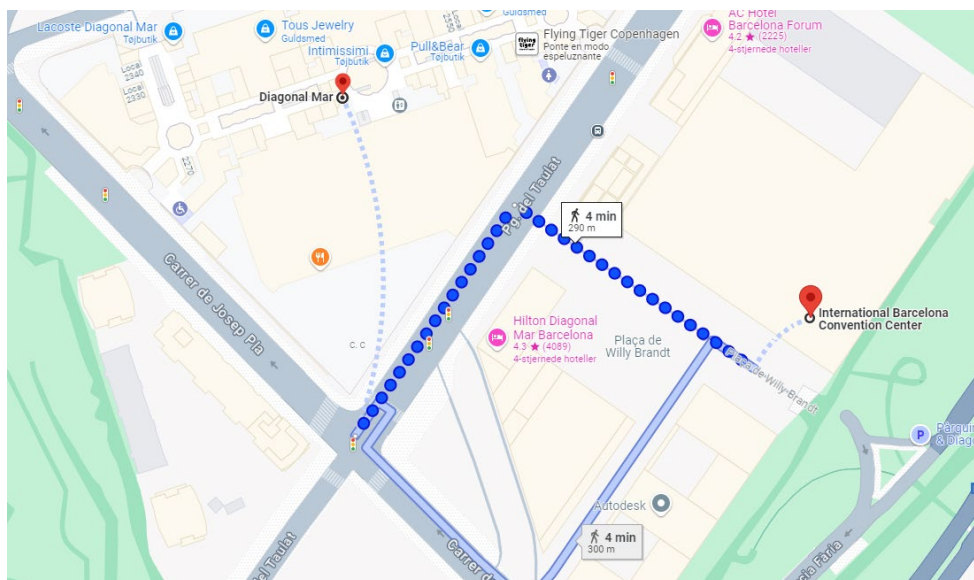 Lacoste Diagonal Mar
Tøjbutik
Tous Jewelry
Guldsmed
Intimissimi
Tøjbutik
Pull&Bear
Tøjbutik
flying
tiger
Flying Tiger Copenhagen
Ponte en modo
espeluznante
AC Hotel
Barcelona Forum
4.2 ★ (2225)
4-stjernede hoteller
Local
2340
Local
2330
Diagonal Mar
2270
Pg. del Taulat
4 min
290 m
Carrer de Josep Pla
c. c
Hilton Diagonal
Mar Barcelona
4.3 ★ (4089)
4-stjernede hoteller
Plaça de
Willy Brandt
International Barcelona
Convention Center
Plaça de Willy Brandt
P
Parquin
& Diago
Autodesk
4 min
300 m
del Taulat
Carrer de
cia Fària